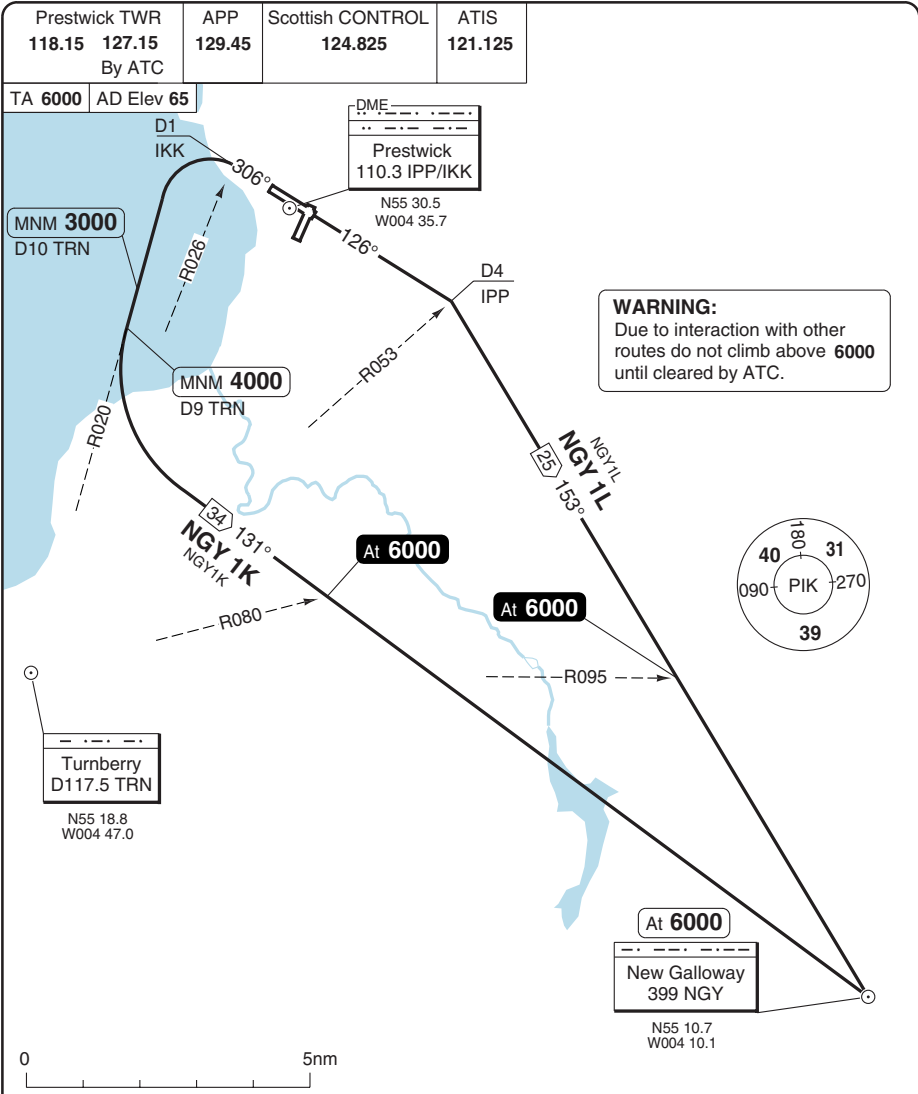 Prestwick TWR
118.15 127.15
By ATC
APP
129.45
Scottish CONTROL
124.825
ATIS
121.125
TA 6000
AD Elev 65
D1
IKK
DME
Prestwick
110.3 IPP/IKK
N55 30.5
W004 35.7
306°
126°
MNM 3000
D10 TRN
R026
D4
IPP
WARNING:
Due to interaction with other
routes do not climb above 6000
until cleared by ATC.
R053
MNM 4000
D9 TRN
R020
NGY1L
NGY 1L
25
153°
34
131°
NGY 1K
NGY1K
At 6000
180
40
31
090
PIK
270
39
At 6000
R080
R095
Turnberry
D117.5 TRN
N55 18.8
W004 47.0
At 6000
New Galloway
399 NGY
N55 10.7
W004 10.1
0
5nm